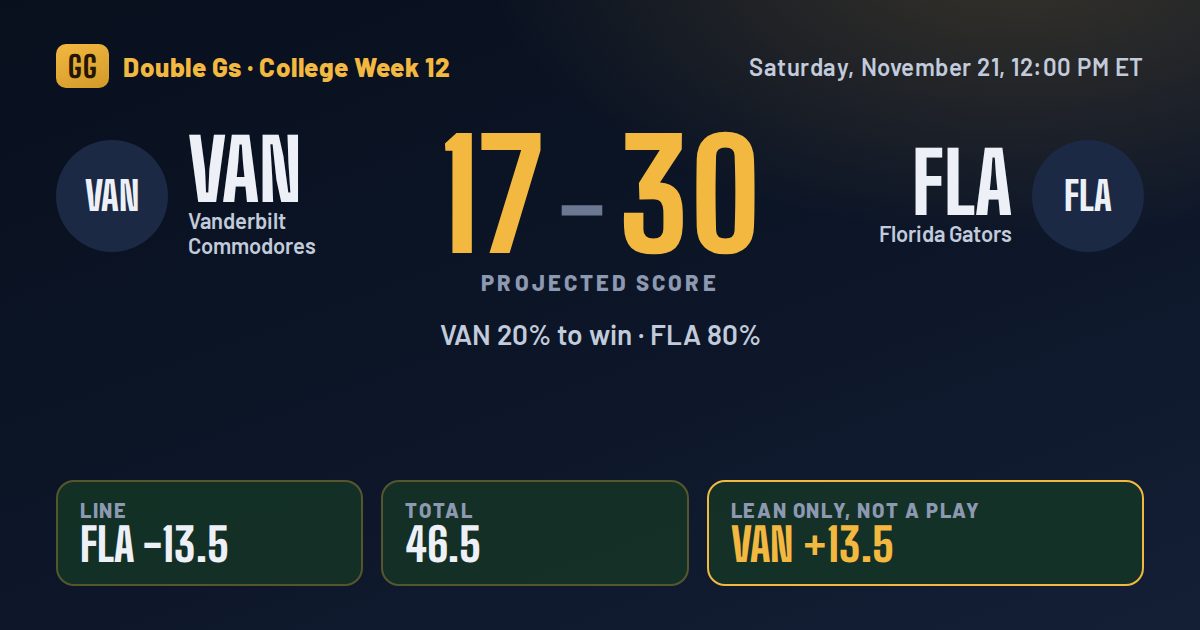 GG Double Gs · College Week 12
Saturday, November 21, 12:00 PM ET
VAN
VAN
Vanderbilt
Commodores
17 – 30
PROJECTED SCORE
VAN 20% to win · FLA 80%
FLA
Florida Gators
FLA
LINE
FLA −13.5
TOTAL
46.5
LEAN ONLY, NOT A PLAY
VAN +13.5